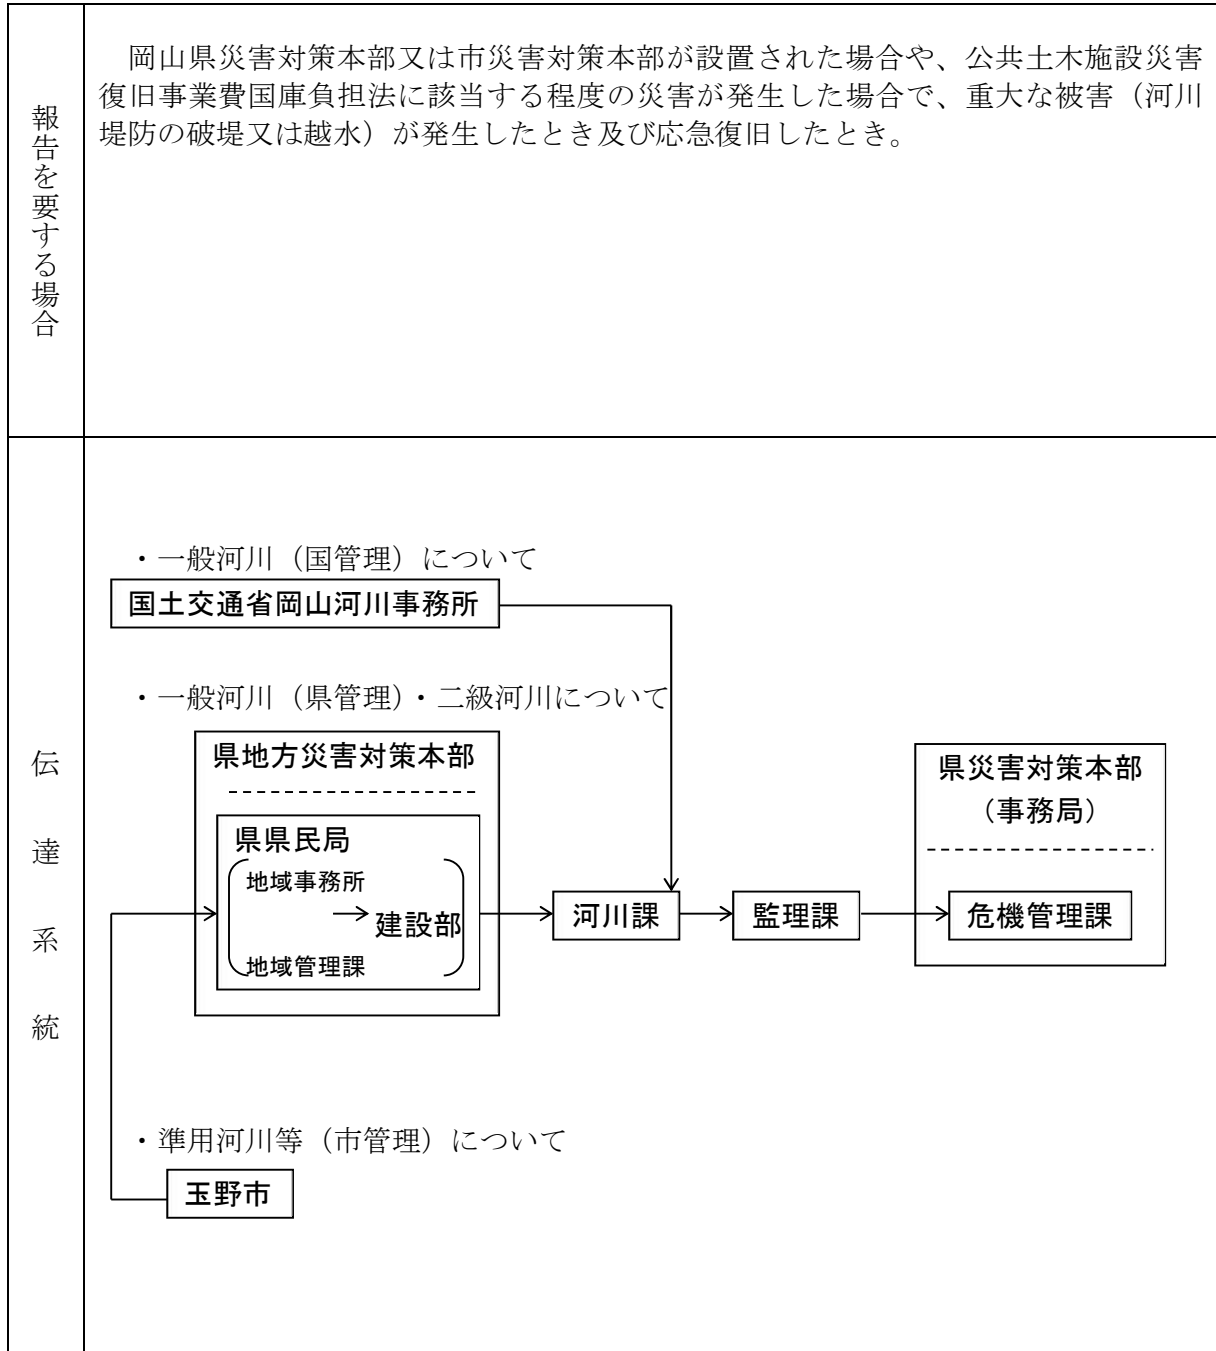 報告を要する場合
岡山県災害対策本部又は市災害対策本部が設置された場合や、公共土木施設災害
復旧事業費国庫負担法に該当する程度の災害が発生した場合で、重大な被害（河川
堤防の破堤又は越水）が発生したとき及び応急復旧したとき。
伝達系統
・一般河川（国管理）について
国土交通省岡山河川事務所
・一般河川（県管理）・二級河川について
県地方災害対策本部
県県民局
地域事務所
建設部
地域管理課
河川課
監理課
県災害対策本部
（事務局）
危機管理課
・準用河川等（市管理）について
玉野市